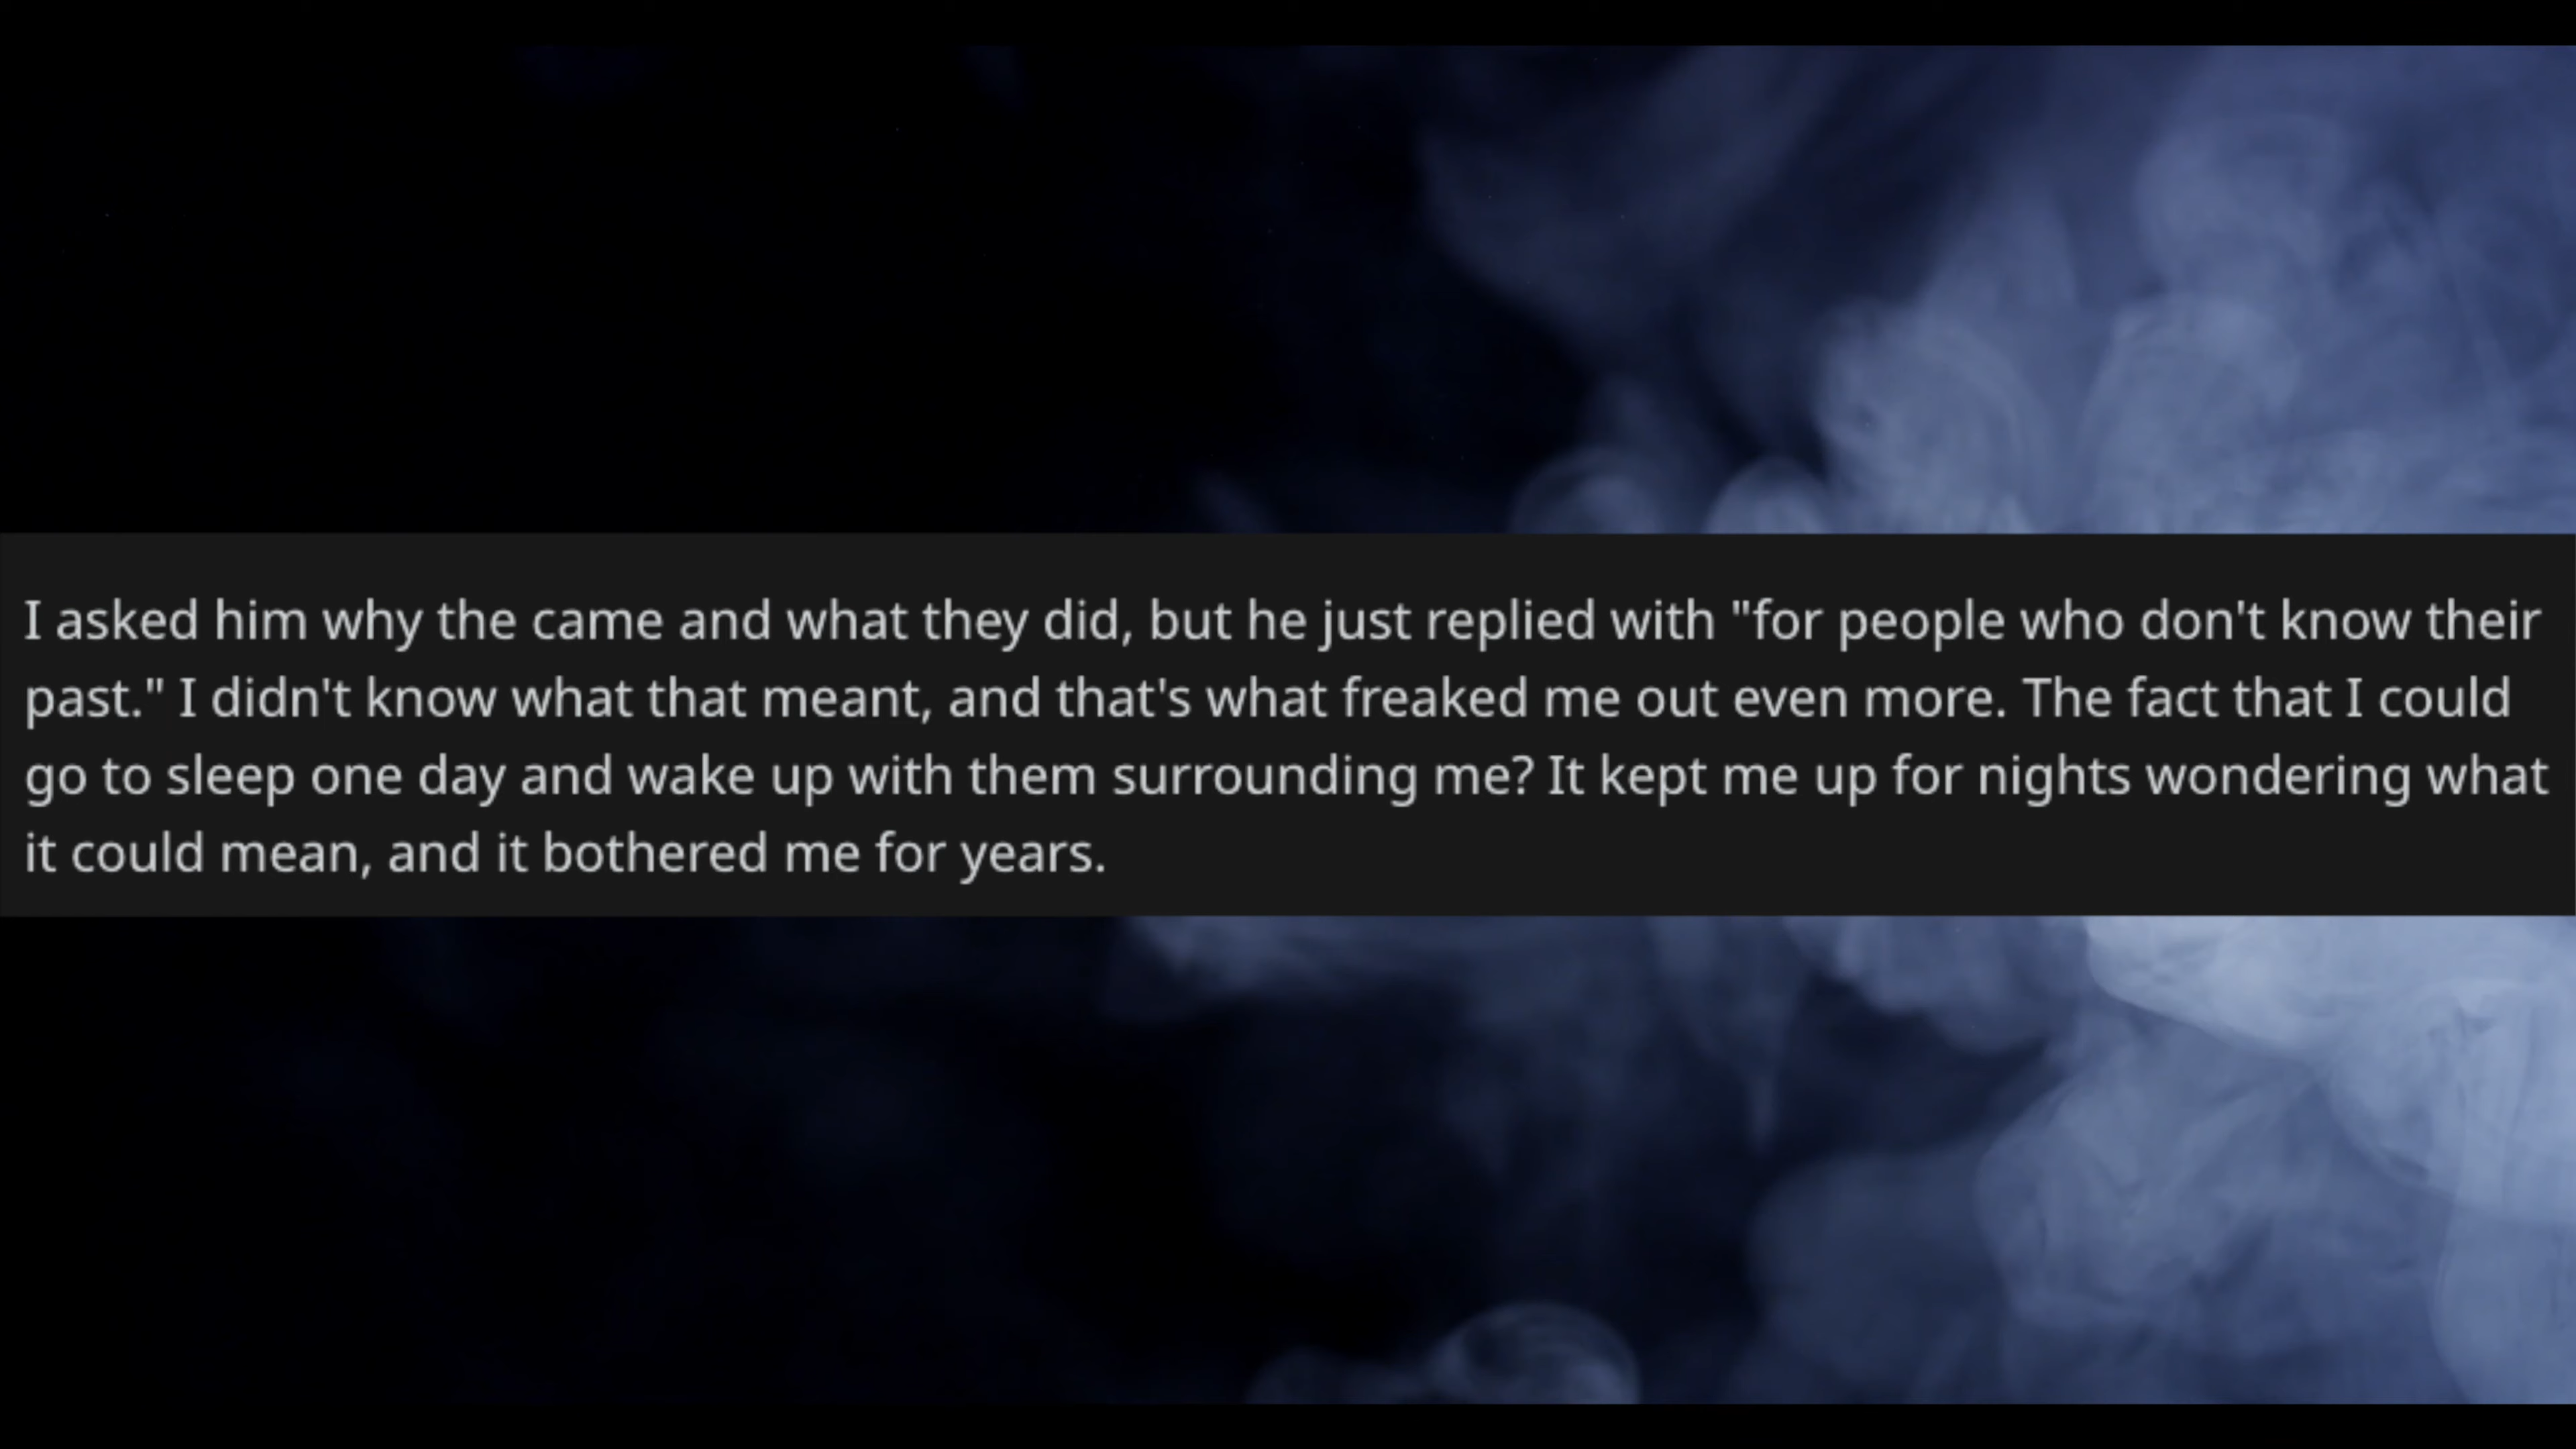 I asked him why the came and what they did, but he just replied with "for people who don't know their
past." I didn't know what that meant, and that's what freaked me out even more. The fact that I could
go to sleep one day and wake up with them surrounding me? It kept me up for nights wondering what
it could mean, and it bothered me for years.